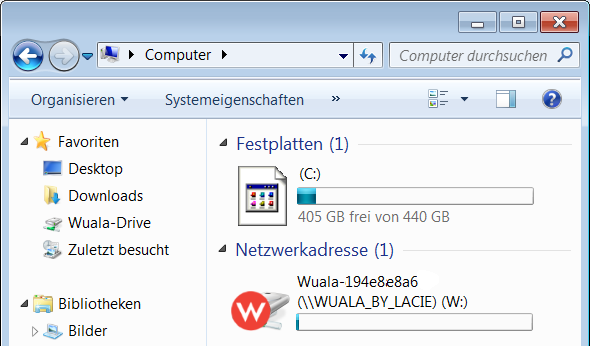 Computer
Computer durchsuchen
Organisieren
Systemeigenschaften
»
Favoriten
Desktop
Downloads
Wuala-Drive
Zuletzt besucht
Bibliotheken
Bilder
Festplatten (1)
(C:)
405 GB frei von 440 GB
Netzwerkadresse (1)
W
Wuala-194e8e8a6
(\\WUALA_BY_LACIE) (W:)